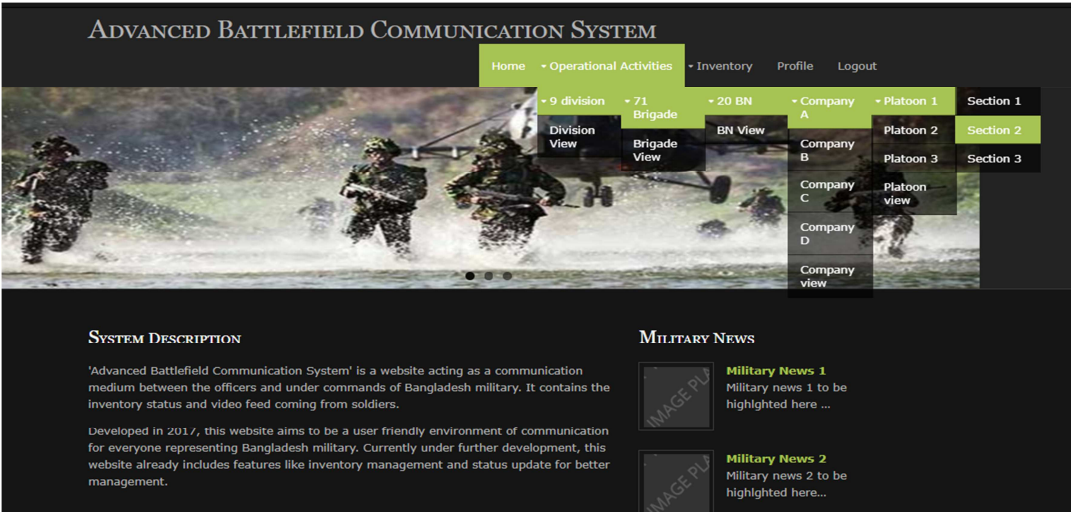 Advanced Battlefield Communication System
Home Operational Activities Inventory Profile Logout
9 division 71 Brigade 20 BN Company A Platoon 1 Section 1
Division View Brigade View BN View Company B Platoon 2 Section 2
Company C Platoon 3 Section 3
Company D Platoon view
Company view
System Description
'Advanced Battlefield Communication System' is a website acting as a communication
medium between the officers and under commands of Bangladesh military. It contains the
inventory status and video feed coming from soldiers.
Developed in 2017, this website aims to be a user friendly environment of communication
for everyone representing Bangladesh military. Currently under further development, this
website already includes features like inventory management and status update for better
management.
Military News
IMAGE PL
Military News 1
Military news 1 to be
highlghted here ...
IMAGE PL
Military News 2
Military news 2 to be
highlghted here...